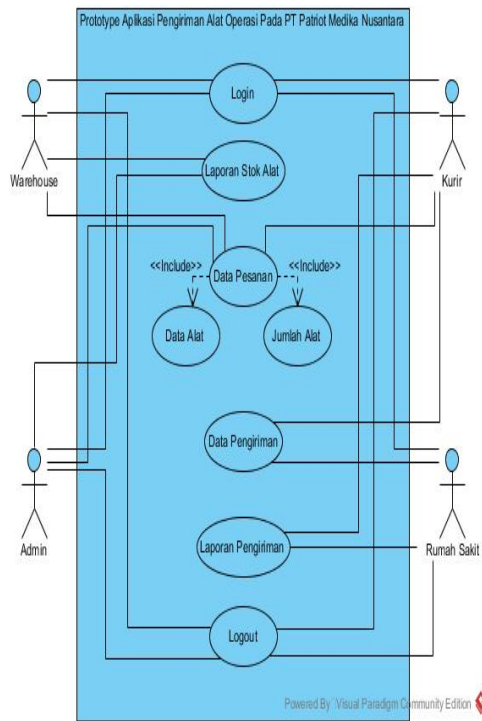 Prototype Aplikasi Pengiriman Alat Operasi Pada PT Patriot Medika Nusantara
Login
Warehouse
Kurir
Laporan Stok Alat
<<Include>>
<<Include>>
Data Pesanan
Data Alat
Jumlah Alat
Data Pengiriman
Admin
Rumah Sakit
Laporan Pengiriman
Logout
Powered By Visual Paradigm Community Edition